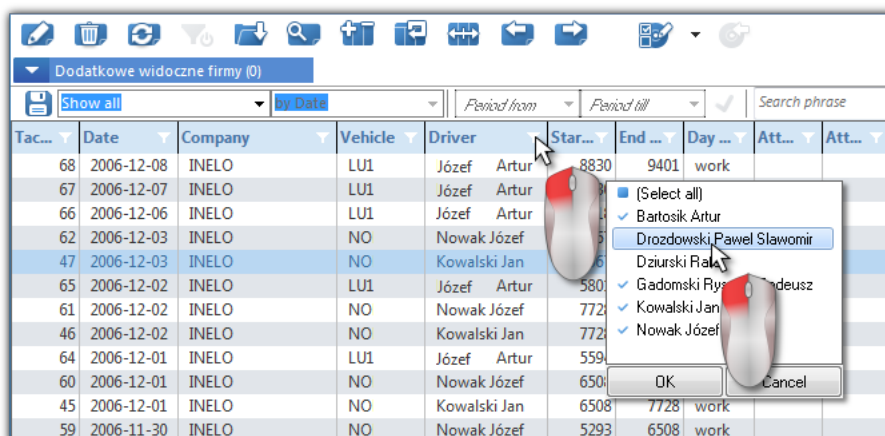 Dodatkowe widoczne firmy (0)
Show all by Date Period from Period till Search phrase
Tac... Date Company Vehicle Driver Star... End ... Day ... Att... Att...
68 2006-12-08 INELO LU1 Józef Artur 8830 9401 work
67 2006-12-07 INELO LU1 Józef Artur
(Select all)
66 2006-12-06 INELO LU1 Józef Artur
Bartosik Artur
62 2006-12-03 INELO NO Nowak Józef
Drozdowski Pawel Slawomir
47 2006-12-03 INELO NO Kowalski Jan
Dziurski
65 2006-12-02 INELO LU1 Józef Artur
Gadomski
61 2006-12-02 INELO NO Nowak Józef
Kowalski Jan
46 2006-12-02 INELO NO Kowalski Jan
Nowak Józef
64 2006-12-01 INELO LU1 Józef Artur
60 2006-12-01 INELO NO Nowak Józef
OK Cancel
45 2006-12-01 INELO NO Kowalski Jan 6508 7728 work
59 2006-11-30 INELO NO Nowak Józef 5293 6508 work